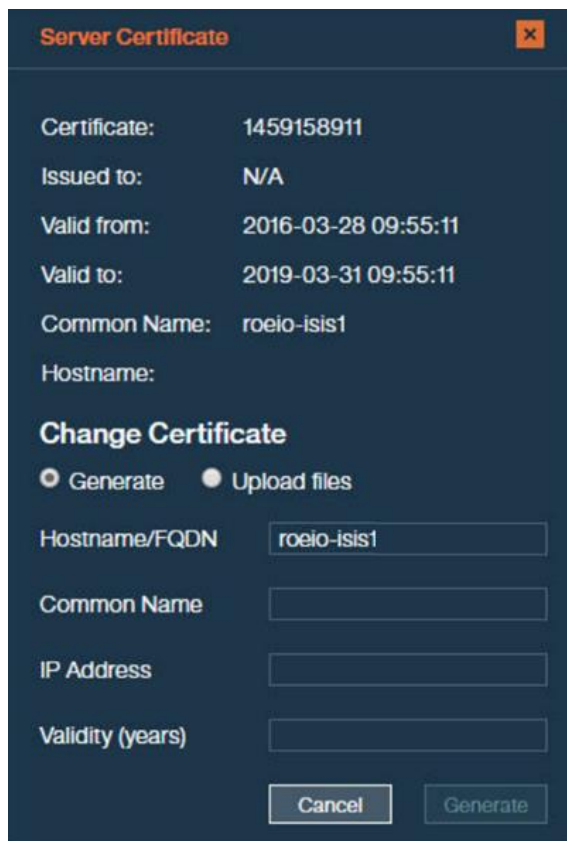 Server Certificate
Certificate: 1459158911
Issued to: N/A
Valid from: 2016-03-28 09:55:11
Valid to: 2019-03-31 09:55:11
Common Name: roeio-isis1
Hostname:
Change Certificate
Generate Upload files
Hostname/FQDN roeio-isis1
Common Name
IP Address
Validity (years)
Cancel Generate